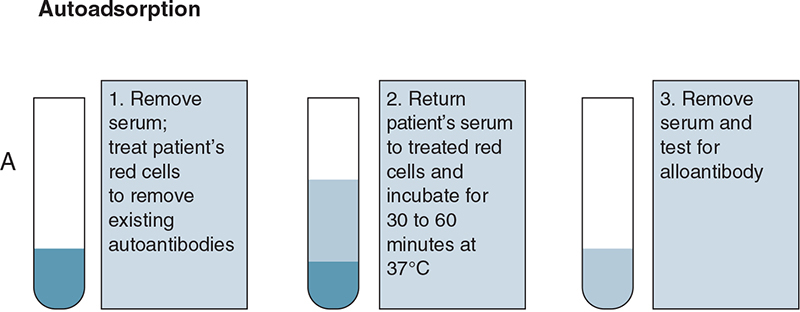 Autoadsorption
A
1. Remove
serum;
treat patient's
red cells
to remove
existing
autoantibodies
2. Return
patient's serum
to treated red
cells and
incubate for
30 to 60
minutes at
37°C
3. Remove
serum and
test for
alloantibody